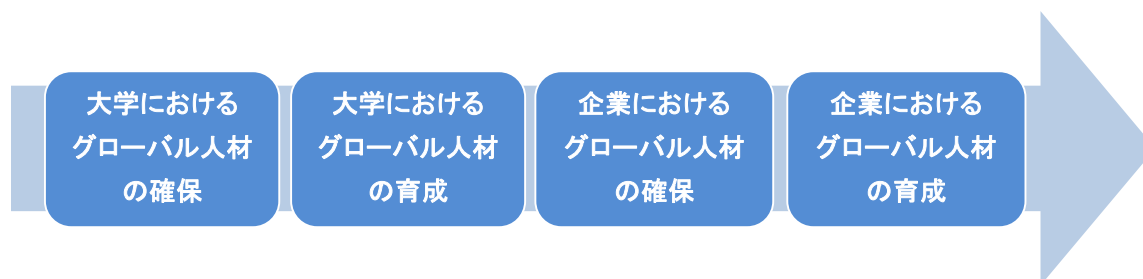 大学における
グローバル人材
の確保
大学における
グローバル人材
の育成
企業における
グローバル人材
の確保
企業における
グローバル人材
の育成